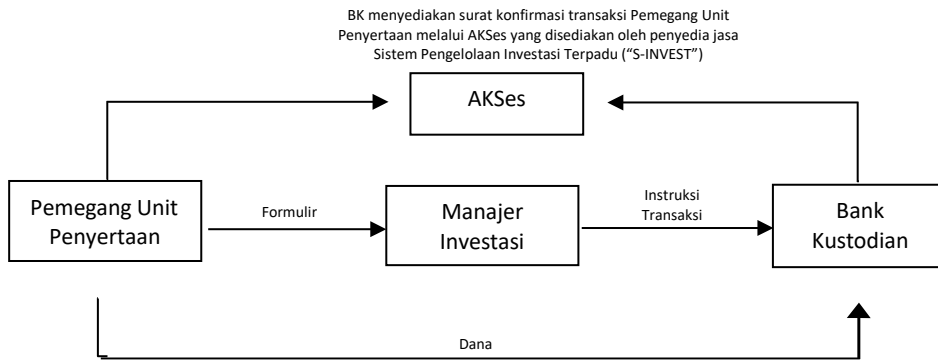 BK menyediakan surat konfirmasi transaksi Pemegang Unit
Penyertaan melalui AKSes yang disediakan oleh penyedia jasa
Sistem Pengelolaan Investasi Terpadu (“S-INVEST”)
AKSes
Pemegang Unit
Penyertaan
Formulir
Manajer
Investasi
Instruksi
Transaksi
Bank
Kustodian
Dana